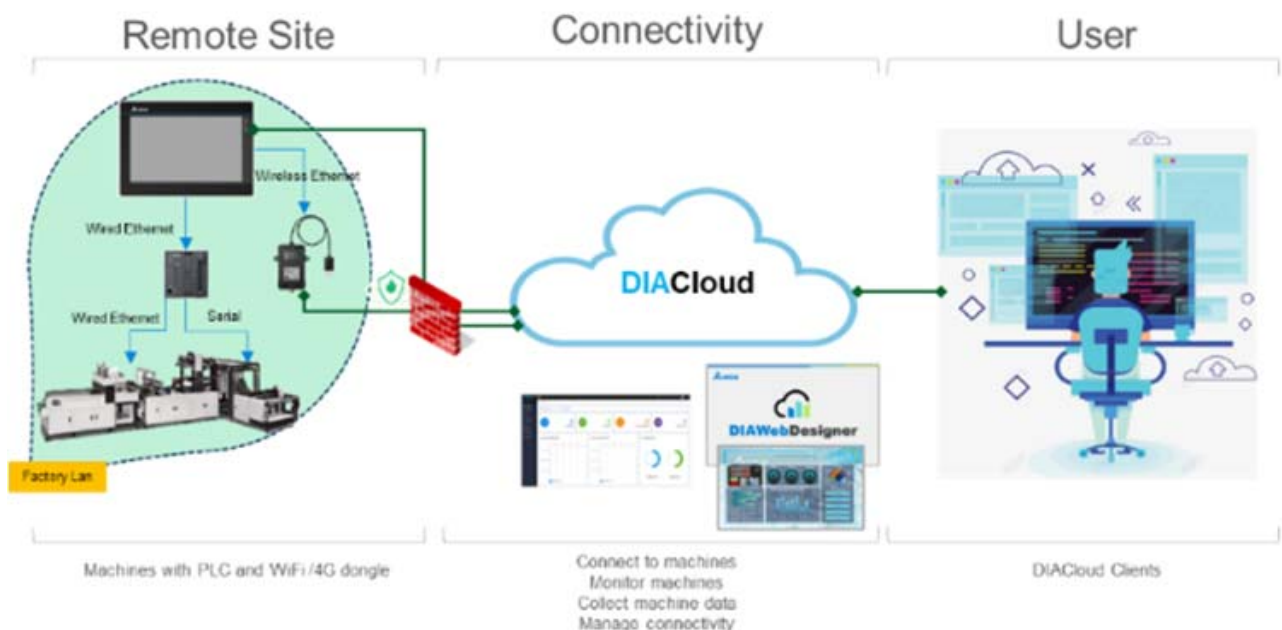 Remote Site
Connectivity
User
Wireless Ethernet
Wired Ethernet
Wired Ethernet
Serial
Factory Lan
DIACloud
DIAWebDesigner
Machines with PLC and WiFi /4G dongle
Connect to machines
Monitor machines
Collect machine data
Manage connectivity
DIACloud Clients